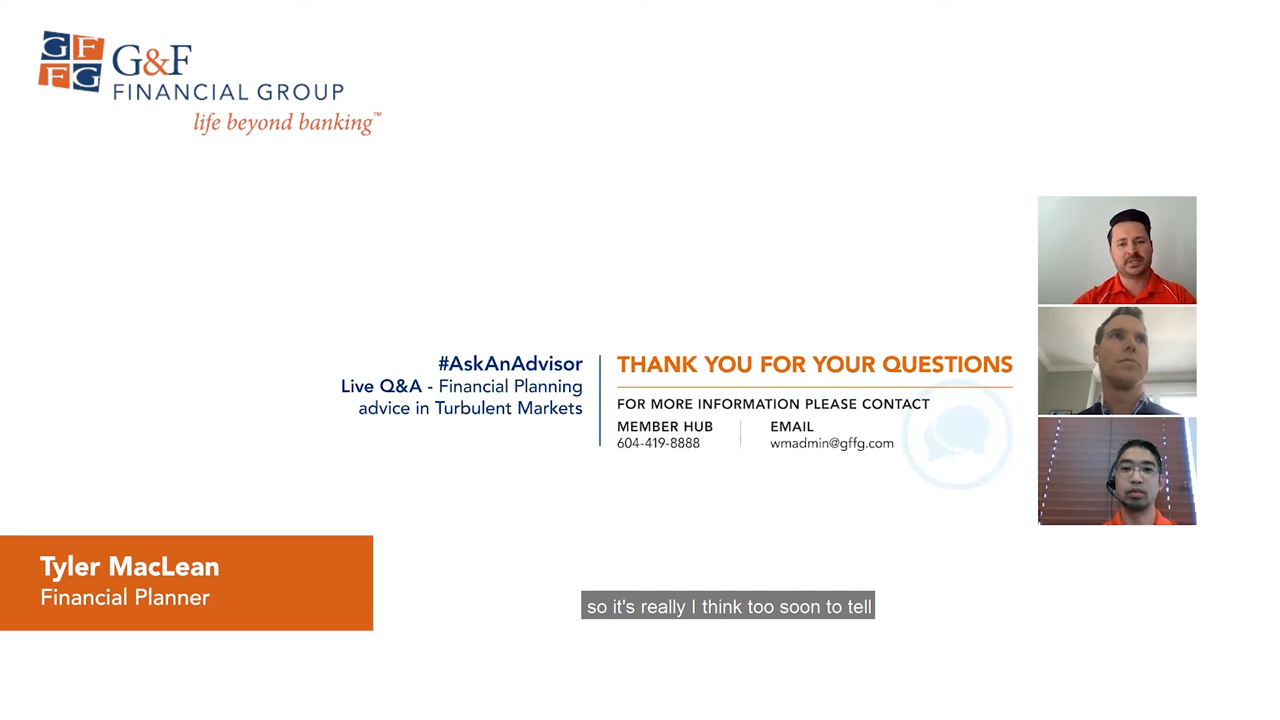 GFFG
G&F
FINANCIAL GROUP
life beyond banking™
#AskAnAdvisor
Live Q&A - Financial Planning
advice in Turbulent Markets
THANK YOU FOR YOUR QUESTIONS
FOR MORE INFORMATION PLEASE CONTACT
MEMBER HUB
604-419-8888
EMAIL
wmadmin@gffg.com
Tyler MacLean
Financial Planner
so it's really I think too soon to tell